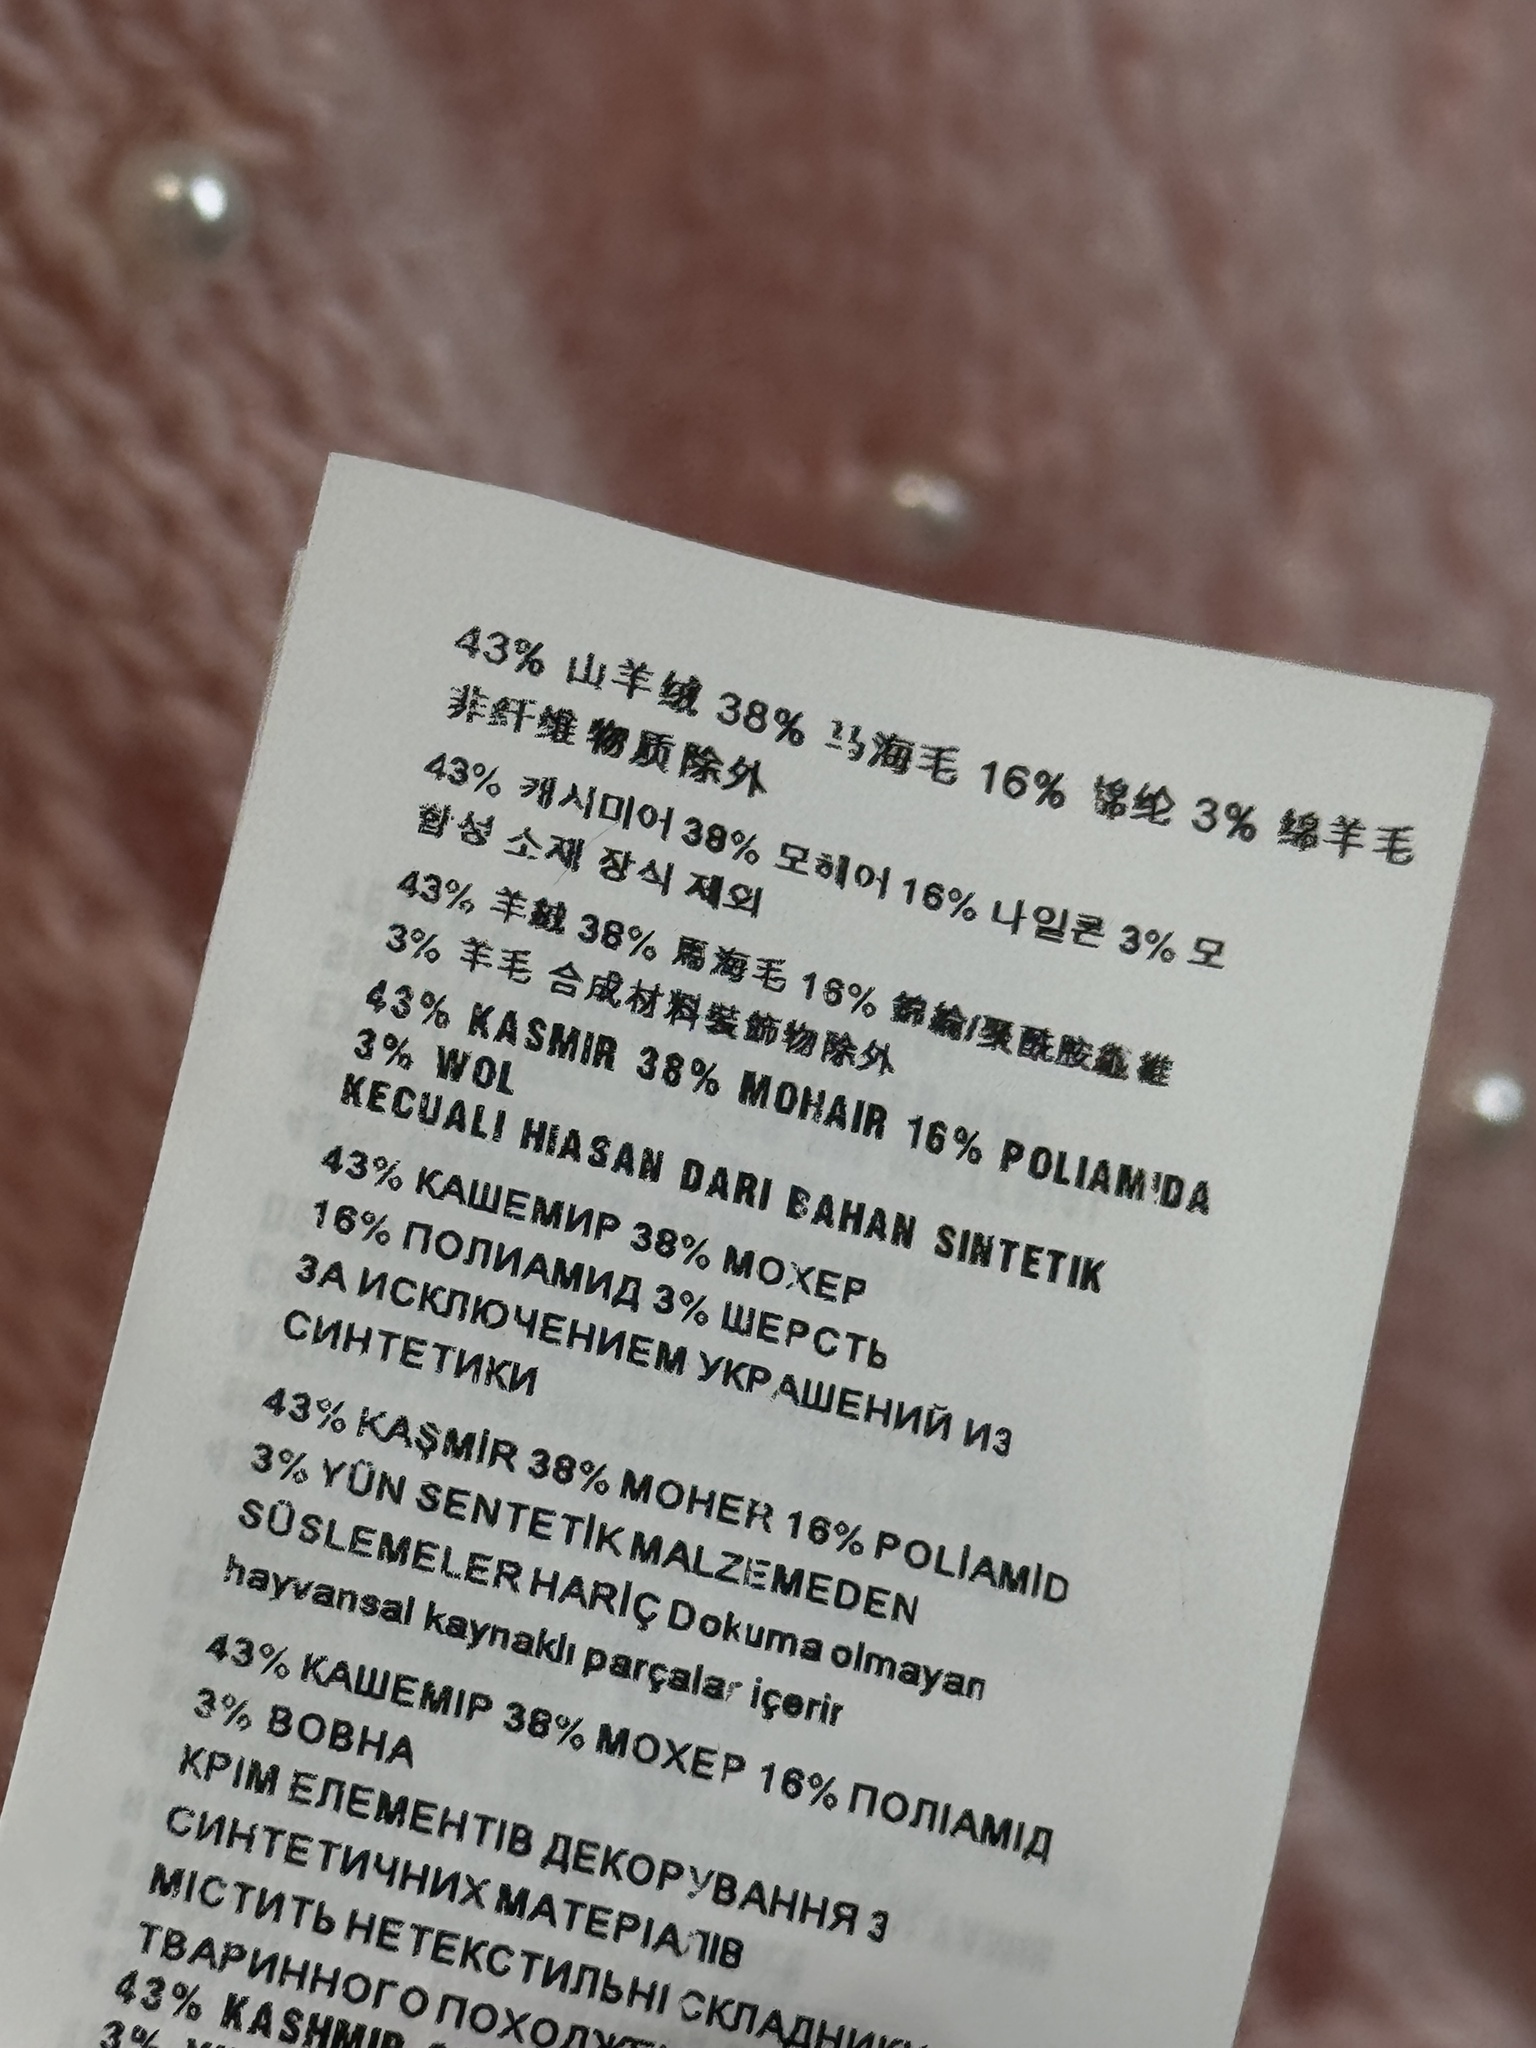 43% 山羊绒 38% 马海毛 16% 锦纶 3% 绵羊毛
非纤维物质除外
43% 캐시미어 38% 모헤어 16% 나일론 3% 모
합성 소재 장식 제외
43% 羊絨 38% 馬海毛 16% 錦綸/聚酰胺纖維
3% 羊毛 合成材料裝飾物除外
43% KASMIR 38% MOHAIR 16% POLIAMIDA
3% WOL
KECUALI HIASAN DARI BAHAN SINTETIK
43% КАШЕМИР 38% МОХЕР
16% ПОЛИАМИД 3% ШЕРСТЬ
ЗА ИСКЛЮЧЕНИЕМ УКРАШЕНИЙ ИЗ
СИНТЕТИКИ
43% KAŞMİR 38% MOHER 16% POLİAMİD
3% YÜN SENTETİK MALZEMEDEN
SÜSLEMELER HARİÇ Dokuma olmayan
hayvansal kaynaklı parçalar içerir
43% КАШЕМІР 38% МОХЕР 16% ПОЛІАМІД
3% ВОВНА
КРІМ ЕЛЕМЕНТІВ ДЕКОРУВАННЯ З
СИНТЕТИЧНИХ МАТЕРІАЛІВ
МІСТИТЬ НЕТЕКСТИЛЬНІ СКЛАДНИКИ
ТВАРИННОГО
43% KASHMIR
3%